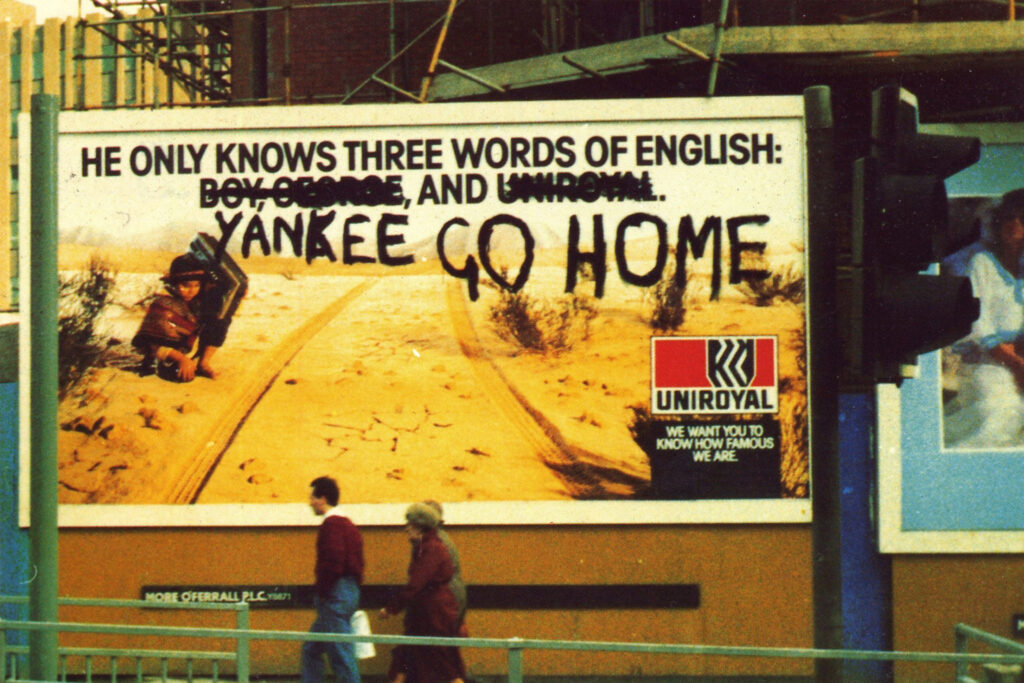 HE ONLY KNOWS THREE WORDS OF ENGLISH:
BOY, GEORGE, AND UNIROYAL.
YANKEE GO HOME
UNIROYAL
WE WANT YOU TO
KNOW HOW FAMOUS
WE ARE.
MORE O'FERRALL P.L.C.